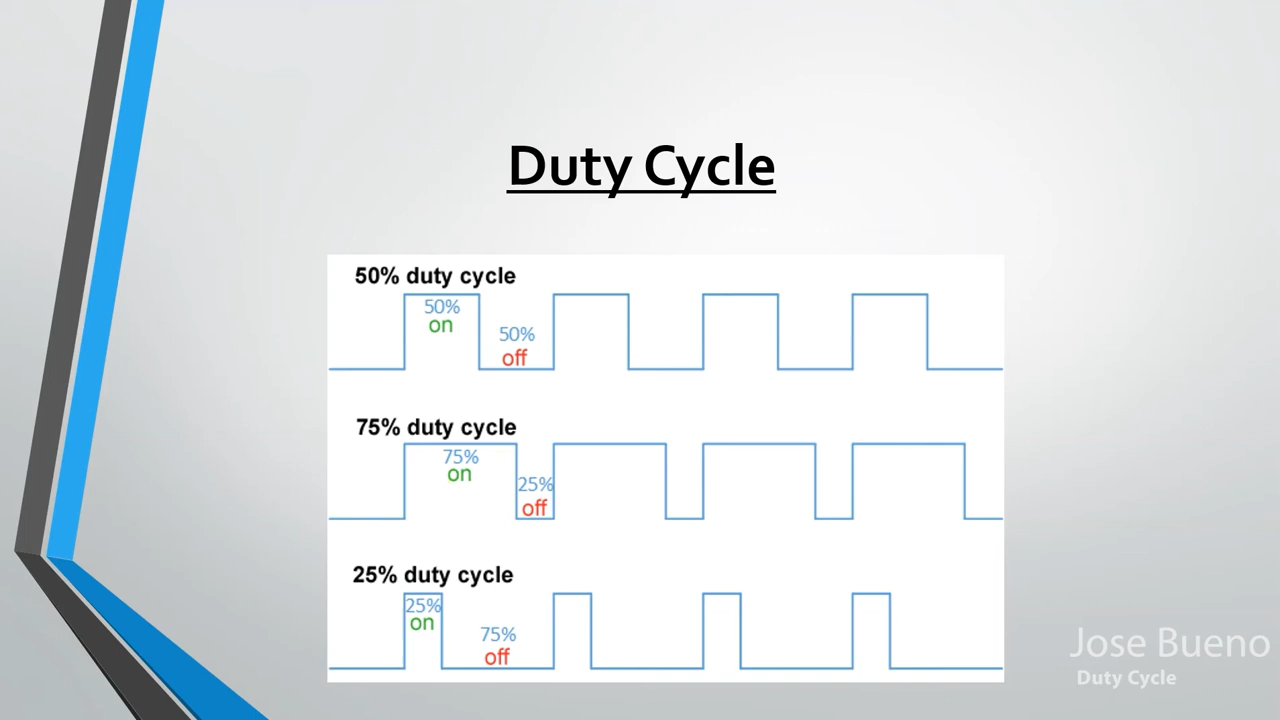 Duty Cycle
50% duty cycle
50%
on
50%
off
75% duty cycle
75%
on
25%
off
25% duty cycle
25%
on
75%
off
Jose Bueno
Duty Cycle